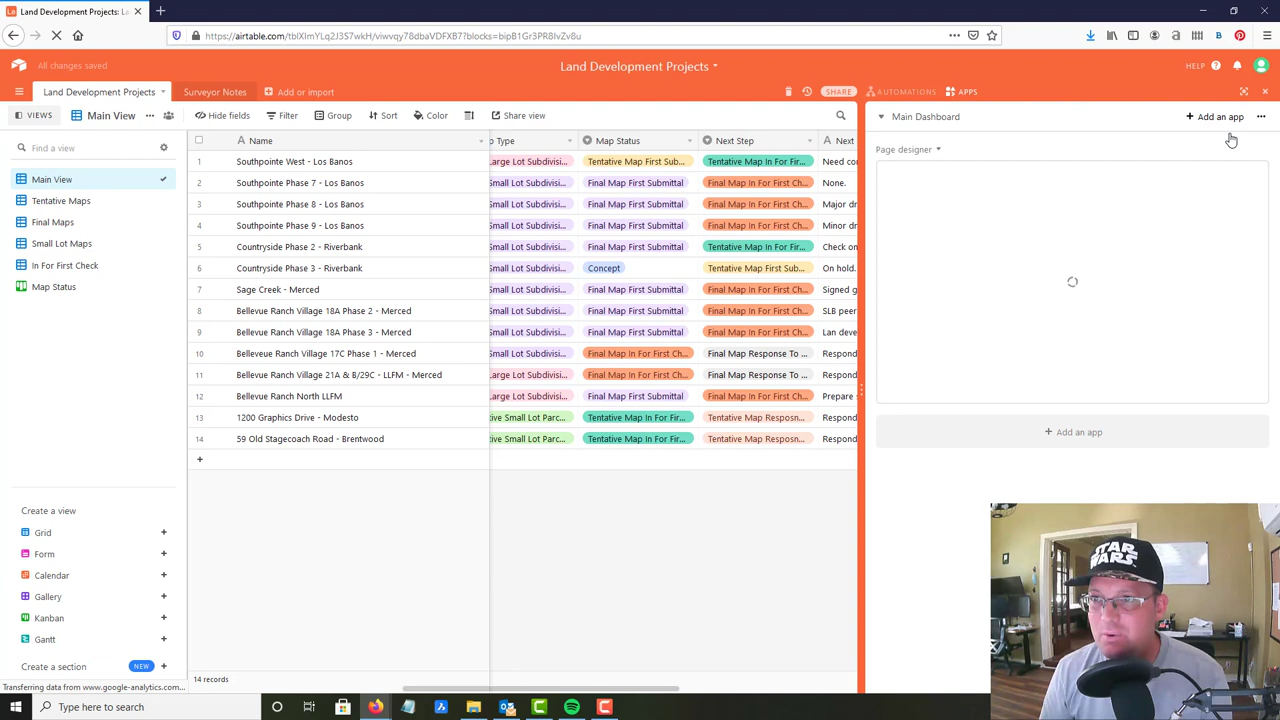 Land Development Projects: La
https://airtable.com/tblXlmYLq2J3S7wkH/viwvqy78dbaVDFXB7?blocks=bipB1Gr3PR8IvZv8u
All changes saved
Land Development Projects
HELP
Land Development Projects
Surveyor Notes
Add or import
SHARE
AUTOMATIONS
APPS
VIEWS
Main View
Hide fields
Filter
Group
Sort
Color
Share view
Main Dashboard
Add an app
Find a view
Name
p Type
Map Status
Next Step
Next
Page designer
Main View
Tentative Maps
Final Maps
Small Lot Maps
In For First Check
Map Status
1 Southpointe West - Los Banos Large Lot Subdivisi... Tentative Map First Sub... Tentative Map In For Fir... Need cor
2 Southpointe Phase 7 - Los Banos Small Lot Subdivisi... Final Map First Submittal Final Map In For First Ch... None.
3 Southpointe Phase 8 - Los Banos Small Lot Subdivisi... Final Map First Submittal Final Map In For First Ch... Major dr
4 Southpointe Phase 9 - Los Banos Small Lot Subdivisi... Final Map First Submittal Final Map In For First Ch... Minor dr
5 Countryside Phase 2 - Riverbank Small Lot Subdivisi... Final Map First Submittal Tentative Map In For Fir... Check on
6 Countryside Phase 3 - Riverbank Small Lot Subdivisi... Concept Tentative Map First Sub... On hold.
7 Sage Creek - Merced Small Lot Subdivisi... Final Map First Submittal Final Map In For First Ch... Signed g
8 Bellevue Ranch Village 18A Phase 2 - Merced Small Lot Subdivisi... Final Map First Submittal Final Map In For First Ch... SLB peer
9 Bellevue Ranch Village 18A Phase 3 - Merced Small Lot Subdivisi... Final Map First Submittal Final Map In For First Ch... Lan deve
10 Belleveue Ranch Village 17C Phase 1 - Merced Small Lot Subdivisi... Final Map In For First Ch... Final Map Response To ... Respond
11 Bellevue Ranch Village 21A & B/29C - LLFM - Merced Large Lot Subdivisi... Final Map In For First Ch... Final Map Response To ... Respond
12 Bellevue Ranch North LLFM Large Lot Subdivisi... Final Map First Submittal Final Map In For First Ch... Prepare s
13 1200 Graphics Drive - Modesto ive Small Lot Parc... Tentative Map In For Fir... Tentative Map Resposn... Respond
14 59 Old Stagecoach Road - Brentwood ive Small Lot Parc... Tentative Map In For Fir... Tentative Map Resposn... Respond
Add an app
Create a view
Grid
Form
Calendar
Gallery
Kanban
Gantt
Create a section NEW
14 records
Transferring data from www.google-analytics.com...
Type here to search
STAR
WARS